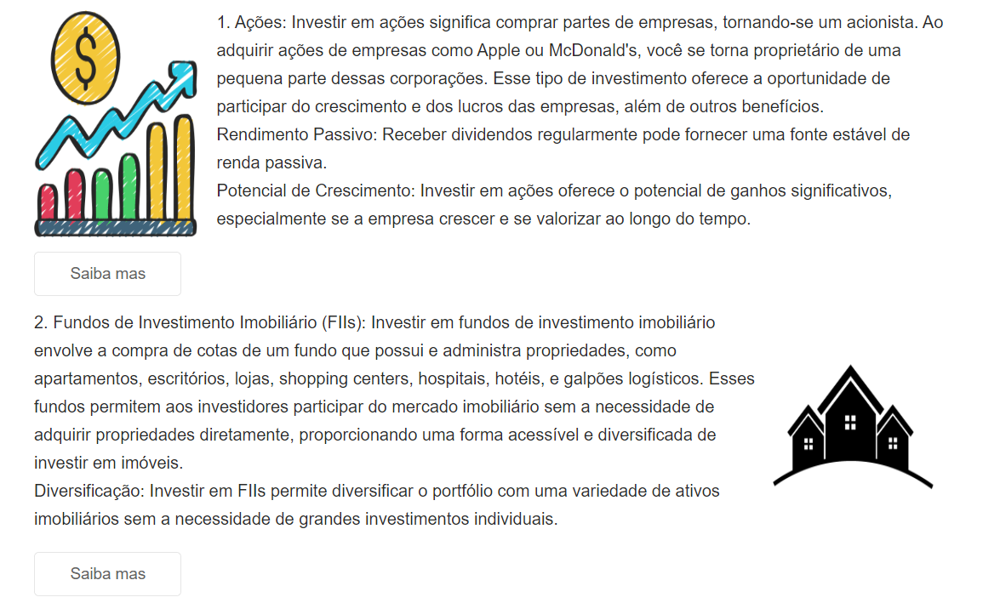 1. Ações: Investir em ações significa comprar partes de empresas, tornando-se um acionista. Ao
adquirir ações de empresas como Apple ou McDonald's, você se torna proprietário de uma
pequena parte dessas corporações. Esse tipo de investimento oferece a oportunidade de
participar do crescimento e dos lucros das empresas, além de outros benefícios.
Rendimento Passivo: Receber dividendos regularmente pode fornecer uma fonte estável de
renda passiva.
Potencial de Crescimento: Investir em ações oferece o potencial de ganhos significativos,
especialmente se a empresa crescer e se valorizar ao longo do tempo.
Saiba mas
2. Fundos de Investimento Imobiliário (FIIs): Investir em fundos de investimento imobiliário
envolve a compra de cotas de um fundo que possui e administra propriedades, como
apartamentos, escritórios, lojas, shopping centers, hospitais, hotéis, e galpões logísticos. Esses
fundos permitem aos investidores participar do mercado imobiliário sem a necessidade de
adquirir propriedades diretamente, proporcionando uma forma acessível e diversificada de
investir em imóveis.
Diversificação: Investir em FIIs permite diversificar o portfólio com uma variedade de ativos
imobiliários sem a necessidade de grandes investimentos individuais.
Saiba mas